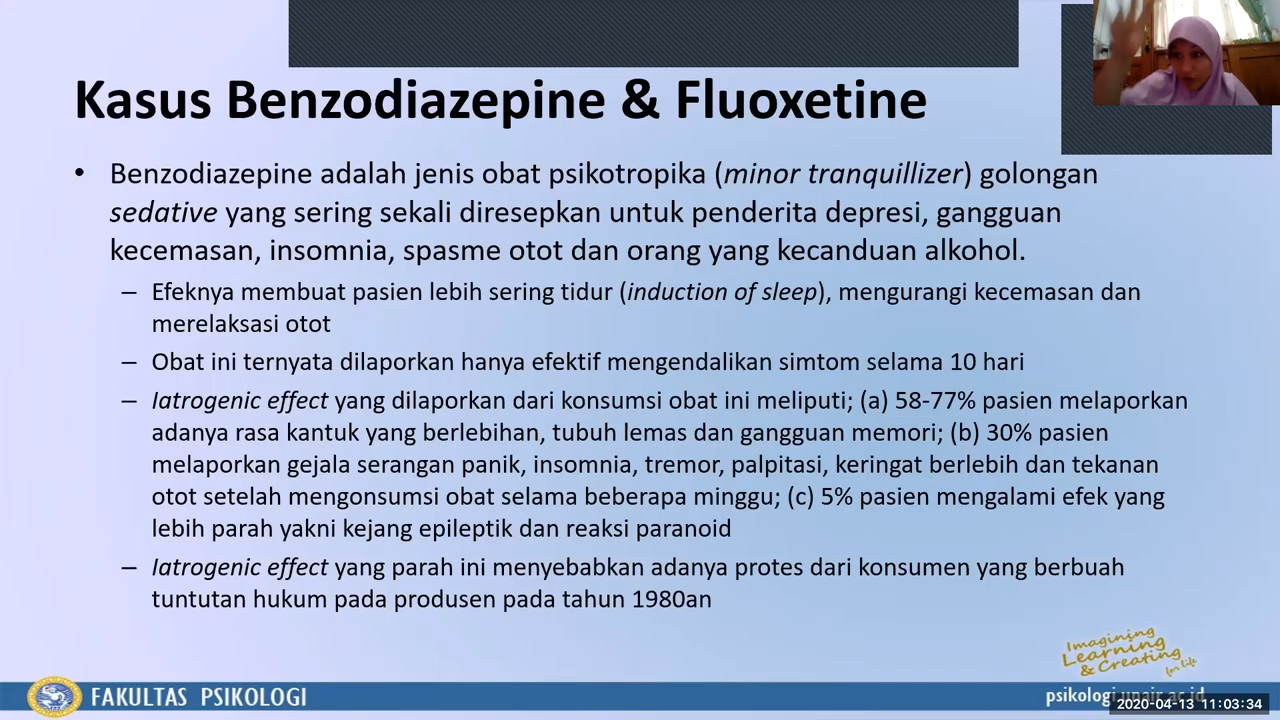 Kasus Benzodiazepine & Fluoxetine
• Benzodiazepine adalah jenis obat psikotropika (minor tranquillizer) golongan
sedative yang sering sekali diresepkan untuk penderita depresi, gangguan
kecemasan, insomnia, spasme otot dan orang yang kecanduan alkohol.
– Efeknya membuat pasien lebih sering tidur (induction of sleep), mengurangi kecemasan dan
merelaksasi otot
– Obat ini ternyata dilaporkan hanya efektif mengendalikan simtom selama 10 hari
– Iatrogenic effect yang dilaporkan dari konsumsi obat ini meliputi; (a) 58-77% pasien melaporkan
adanya rasa kantuk yang berlebihan, tubuh lemas dan gangguan memori; (b) 30% pasien
melaporkan gejala serangan panik, insomnia, tremor, palpitasi, keringat berlebih dan tekanan
otot setelah mengonsumsi obat selama beberapa minggu; (c) 5% pasien mengalami efek yang
lebih parah yakni kejang epileptik dan reaksi paranoid
– Iatrogenic effect yang parah ini menyebabkan adanya protes dari konsumen yang berbuah
tuntutan hukum pada produsen pada tahun 1980an
Imagining
Learning
& Creating
for life
FAKULTAS PSIKOLOGI
psikologi.unair.ac.id
2020-04-13 11:03:34